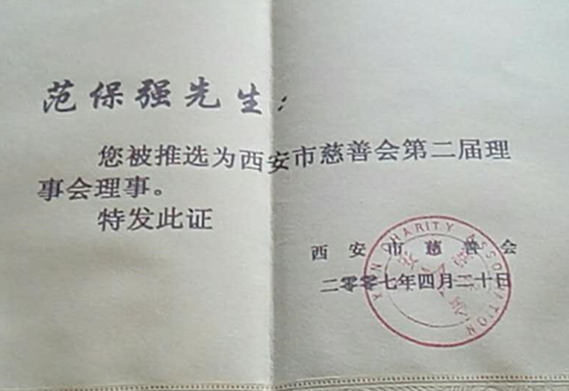 范保强先生：
您被推选为西安市慈善会第二届理
事会理事。
特发此证
西安市慈善会
二零零七年四月二十日
CHARITY ASSOCIATION